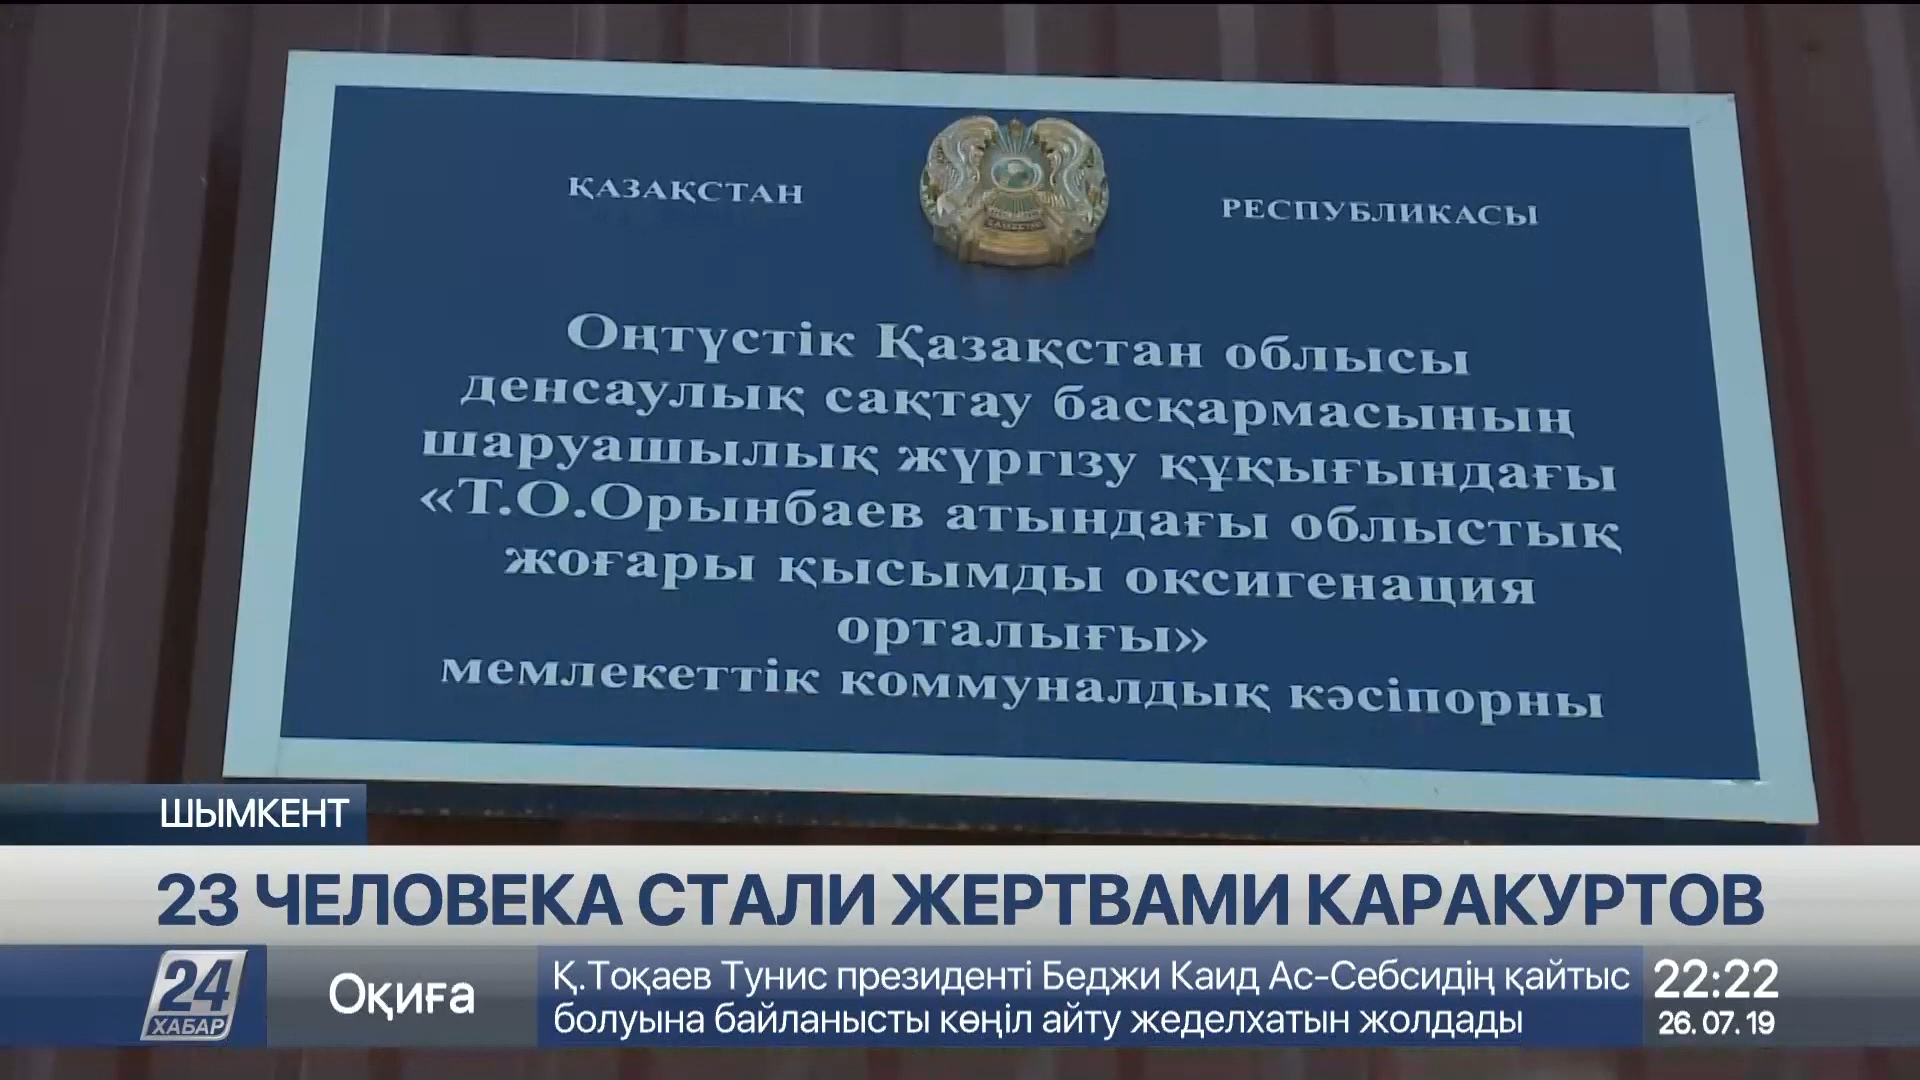 ҚАЗАҚСТАН
РЕСПУБЛИКАСЫ
Оңтүстік Қазақстан облысы
денсаулық сақтау басқармасының
шаруашылық жүргізу құқығындағы
«Т.О.Орынбаев атындағы облыстық
жоғары қысымды оксигенация
орталығы»
мемлекеттік коммуналдық кәсіпорны
ШЫМКЕНТ
23 ЧЕЛОВЕКА СТАЛИ ЖЕРТВАМИ КАРАКУРТОВ
24
ХАБАР
Оқиға
Қ.Тоқаев Тунис президенті Беджи Каид Ас-Себсидің қайтыс
болуына байланысты көңіл айту жеделхатын жолдады
22:22
26. 07. 19